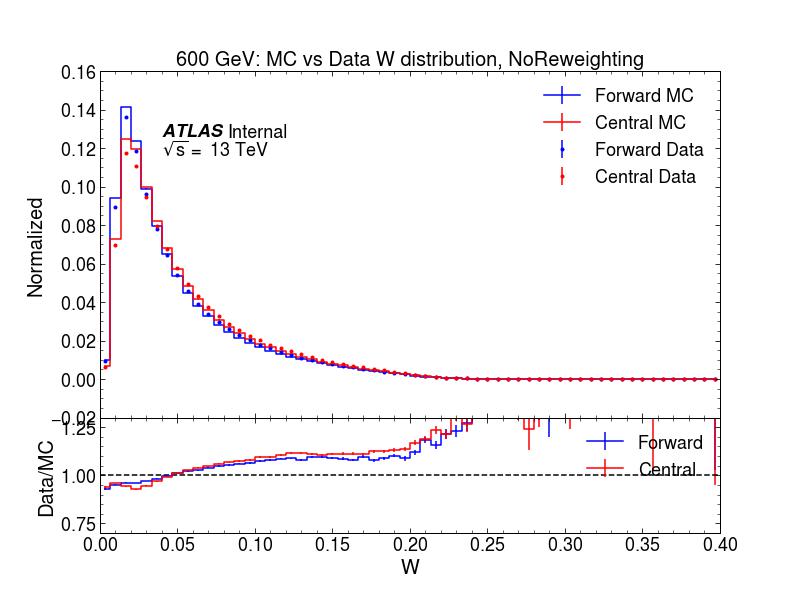 600 GeV: MC vs Data W distribution, NoReweighting
0.16
0.14
0.12
0.10
0.08
0.06
0.04
0.02
0.00
−0.02
Normalized
ATLAS Internal
√s = 13 TeV
Forward MC
Central MC
Forward Data
Central Data
1.25
1.00
0.75
Data/MC
Forward
Central
0.00 0.05 0.10 0.15 0.20 0.25 0.30 0.35 0.40
W